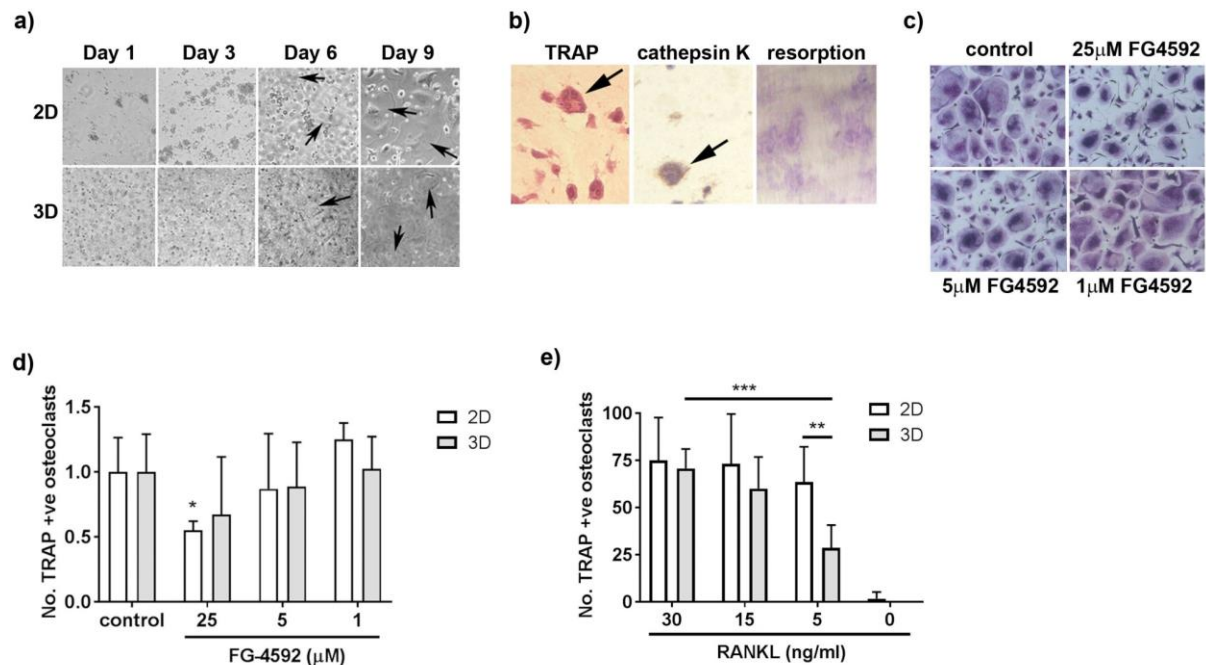 a)
Day 1 Day 3 Day 6 Day 9
2D
3D
b)
TRAP cathepsin K resorption
c)
control 25μM FG4592
5μM FG4592 1μM FG4592
d)
No. TRAP +ve osteoclasts
1.5
1.0
0.5
0.0
*
2D
3D
control 25 5 1
FG-4592 (μM)
e)
No. TRAP +ve osteoclasts
100
75
50
25
0
***
**
2D
3D
30 15 5 0
RANKL (ng/ml)